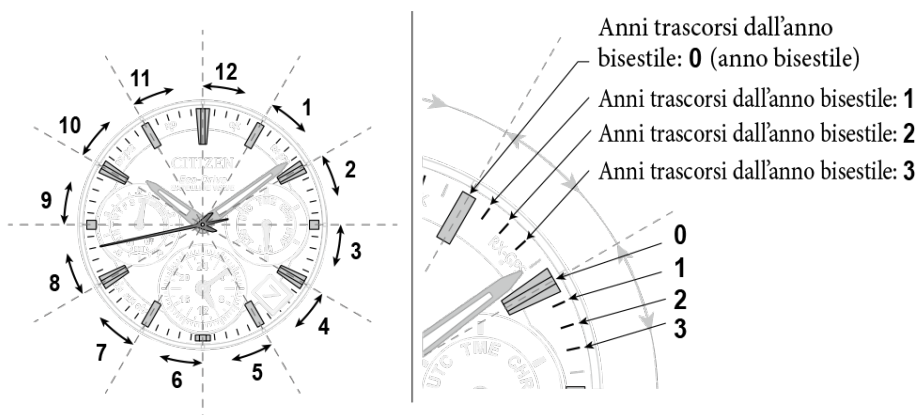 12
11
1
10
2
9
3
8
4
7
5
6
CITIZEN
Anni trascorsi dall'anno
bisestile: 0 (anno bisestile)
Anni trascorsi dall'anno bisestile: 1
Anni trascorsi dall'anno bisestile: 2
Anni trascorsi dall'anno bisestile: 3
0
1
2
3
UTC TIME CHR